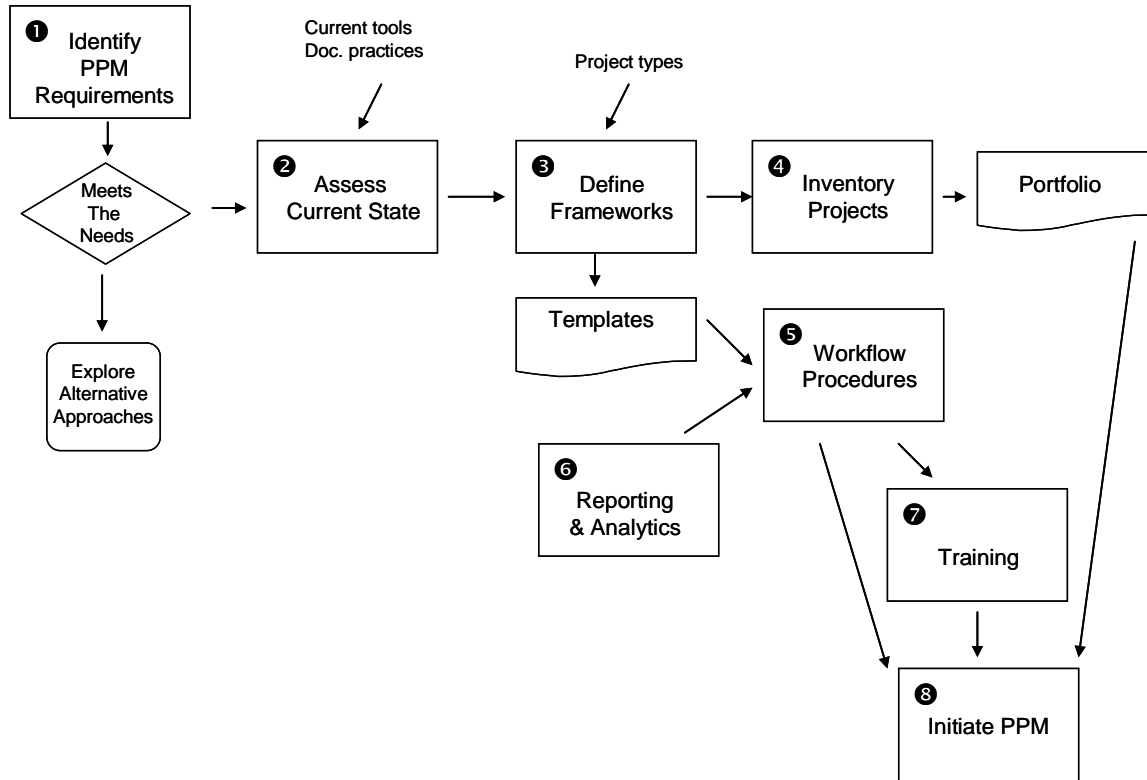 ❶ Identify
PPM
Requirements
Current tools
Doc. practices
Project types
Meets
The
Needs
❷ Assess
Current State
❸ Define
Frameworks
❹ Inventory
Projects
Portfolio
Explore
Alternative
Approaches
Templates
❺ Workflow
Procedures
❻ Reporting
& Analytics
❼ Training
❽ Initiate PPM